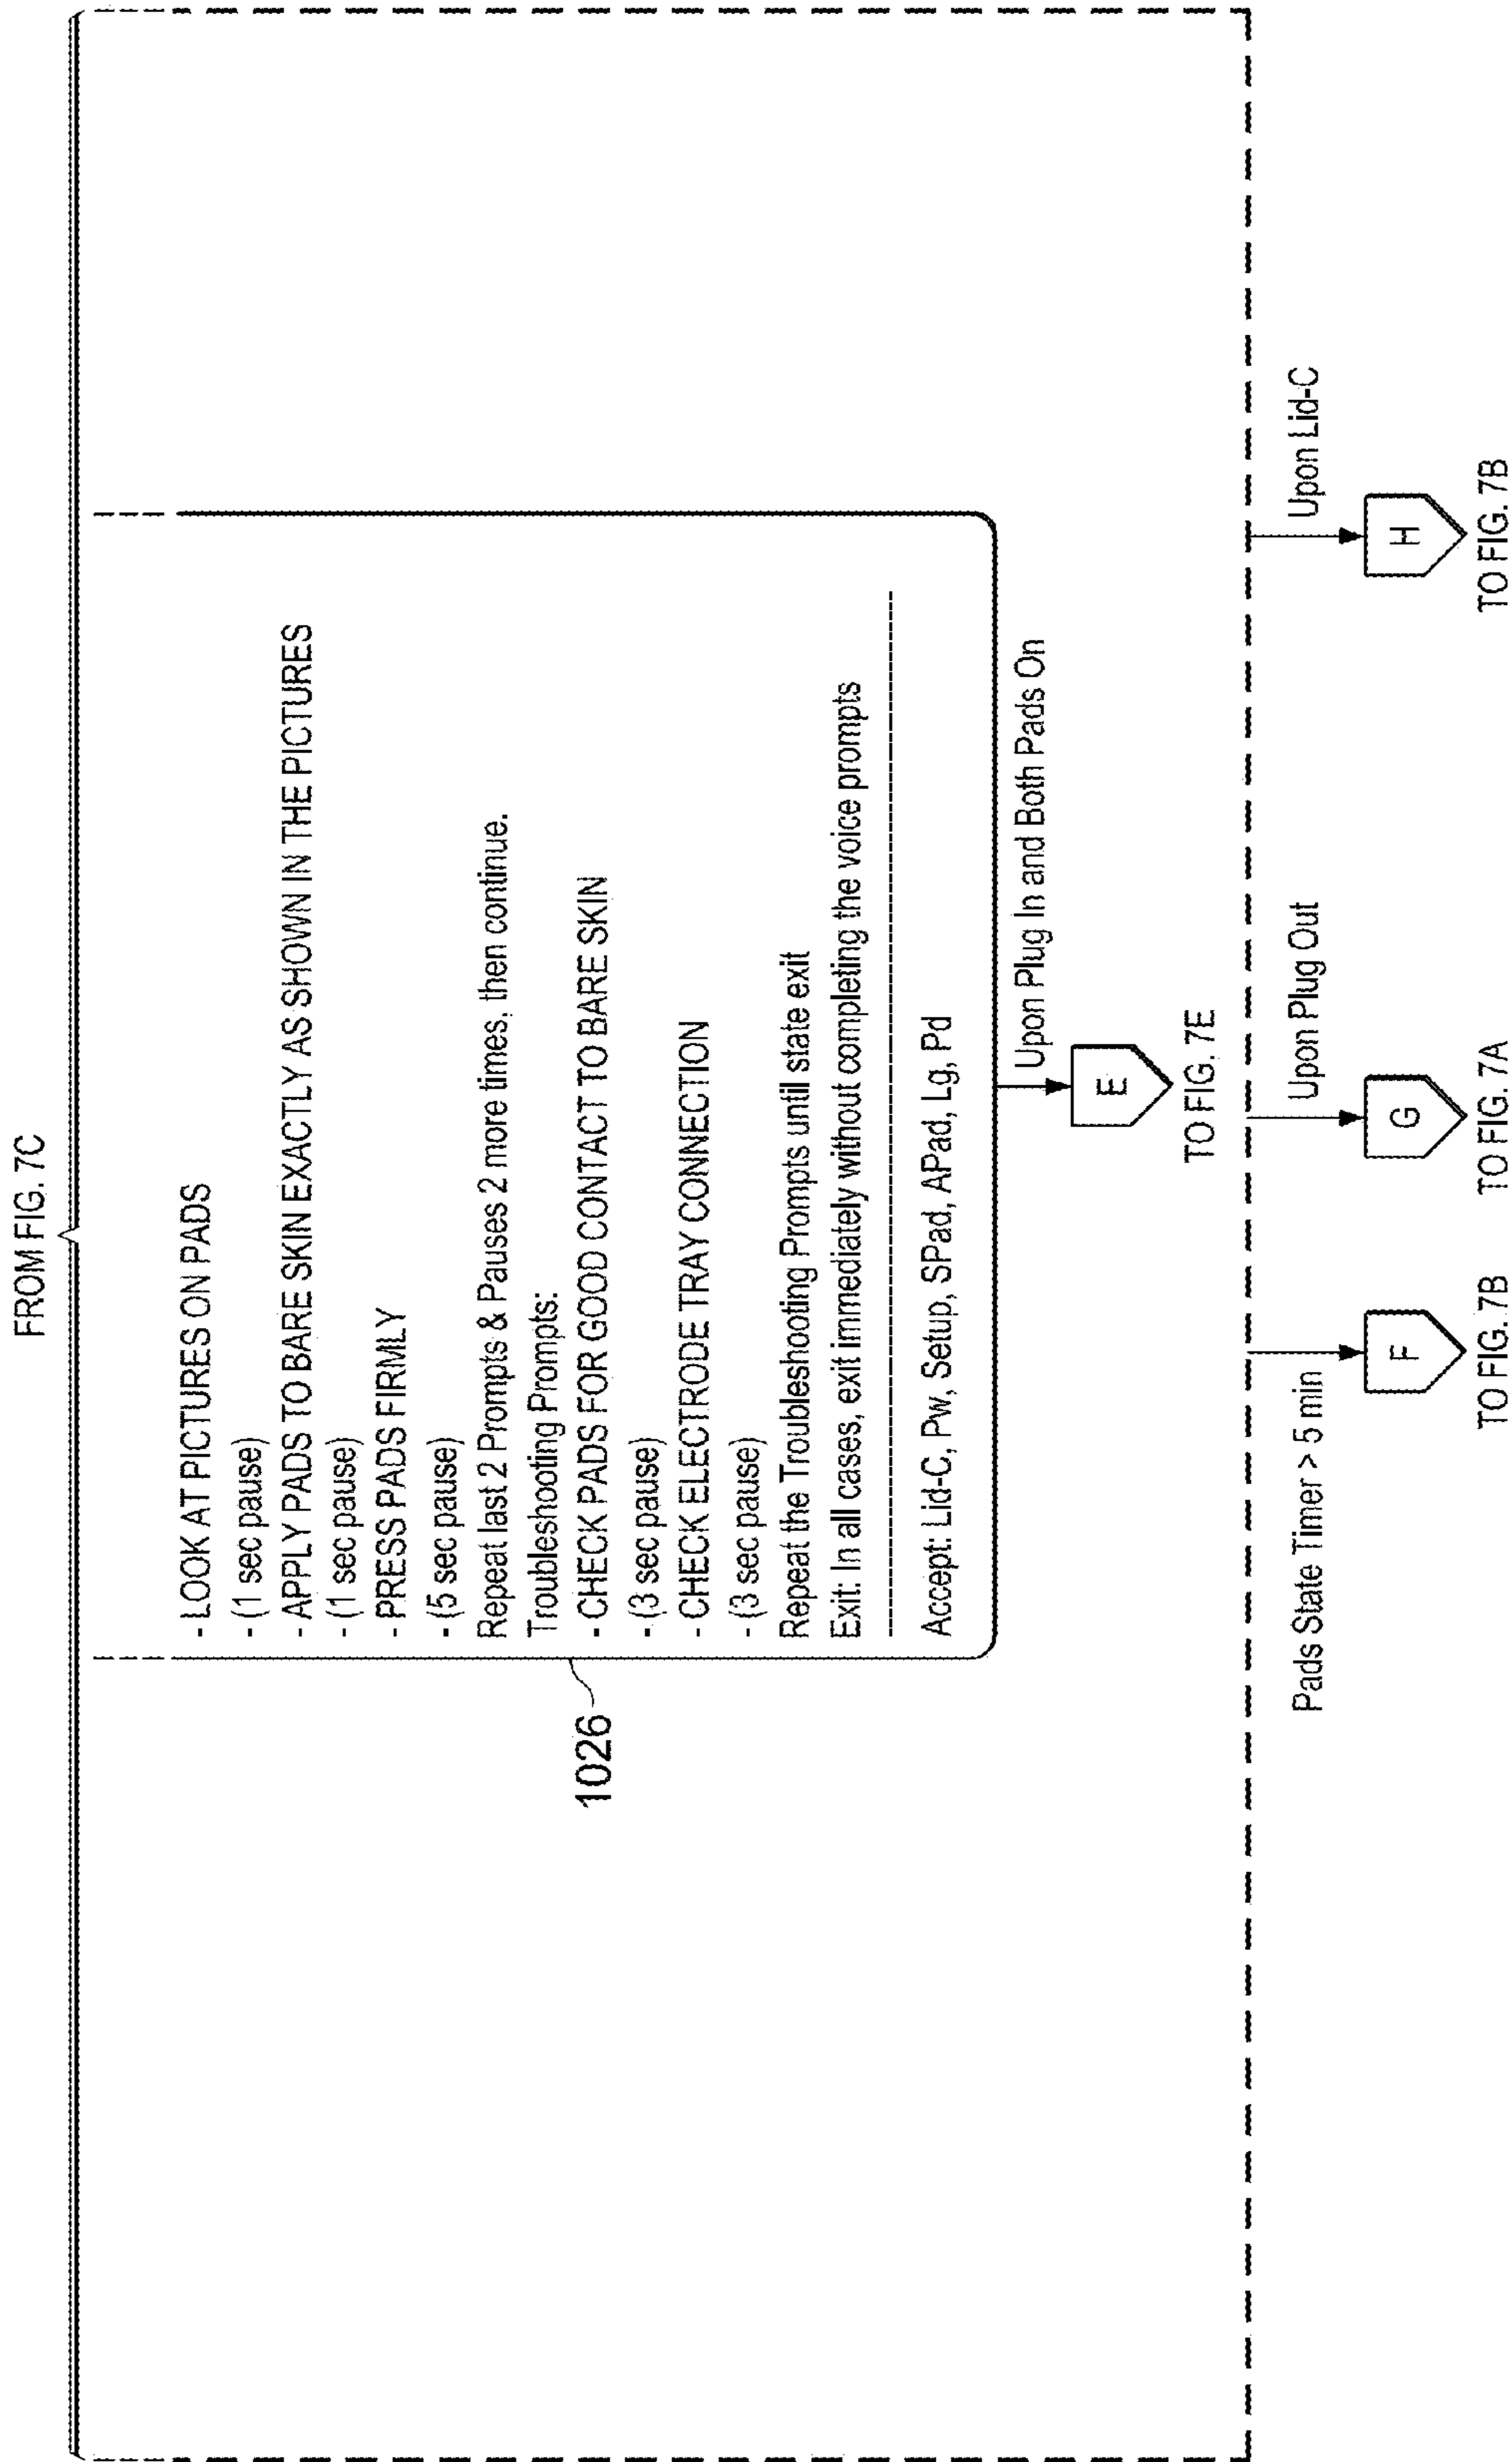 FROM FIG. 7C
- LOOK AT PICTURES ON PADS
- (1 sec pause)
- APPLY PADS TO BARE SKIN EXACTLY AS SHOWN IN THE PICTURES
- (1 sec pause)
- PRESS PADS FIRMLY
- (5 sec pause)
Repeat last 2 Prompts & Pauses 2 more times, then continue.
Troubleshooting Prompts:
- CHECK PADS FOR GOOD CONTACT TO BARE SKIN
- (3 sec pause)
- CHECK ELECTRODE TRAY CONNECTION
- (3 sec pause)
Repeat the Troubleshooting Prompts until state exit
Exit: In all cases, exit immediately without completing the voice prompts
Accept: Lid-C, Pw, Setup, SPad, APad, Lg, Pd
1026
Upon Plug In and Both Pads On
E
TO FIG. 7E
Pads State Timer > 5 min
F
TO FIG. 7B
Upon Plug Out
G
TO FIG. 7A
Upon Lid-C
H
TO FIG. 7B